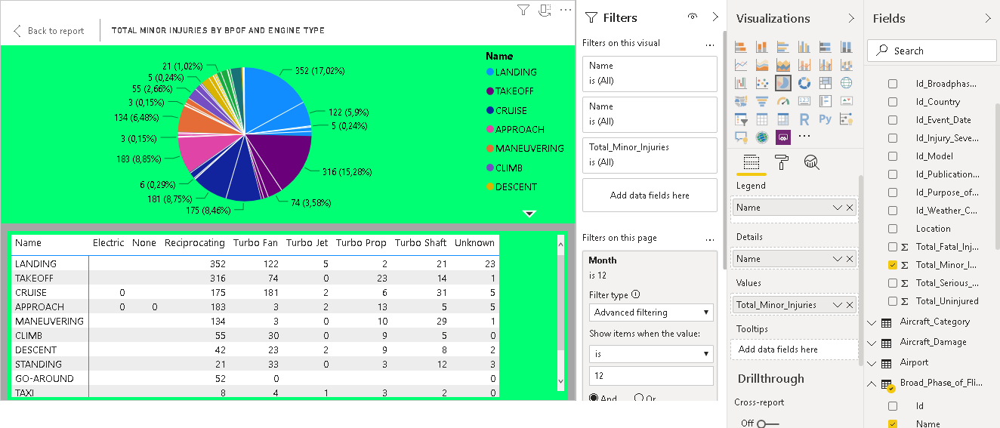 Back to report
TOTAL MINOR INJURIES BY BPOF AND ENGINE TYPE
352 (17,02%)
122 (5,9%)
5 (0,24%)
316 (15,28%)
74 (3,58%)
175 (8,46%)
181 (8,75%)
6 (0,29%)
183 (8,85%)
3 (0,15%)
134 (6,48%)
3 (0,15%)
55 (2,66%)
5 (0,24%)
21 (1,02%)
Name
LANDING
TAKEOFF
CRUISE
APPROACH
MANEUVERING
CLIMB
DESCENT
Name Electric None Reciprocating Turbo Fan Turbo Jet Turbo Prop Turbo Shaft Unknown
LANDING 352 122 5 2 21 23
TAKEOFF 316 74 0 23 14 1
CRUISE 0 175 181 2 6 31 5
APPROACH 0 0 183 3 2 13 5 5
MANEUVERING 134 3 0 10 29 1
CLIMB 55 30 0 9 5 0
DESCENT 42 23 2 9 8 2
STANDING 21 33 0 3 12 3
GO-AROUND 52 0 0
TAXI 8 4 1 3 2 0
Filters
Filters on this visual ...
Name
is (All)
Name
is (All)
Total_Minor_Injuries
is (All)
Add data fields here
Filters on this page ...
Month
is 12
Filter type
Advanced filtering
Show items when the value:
is
12
And Or
Visualizations
R Py
Legend
Name
Details
Name
Values
Total_Minor_Injuries
Tooltips
Add data fields here
Drillthrough
Cross-report
Off
Fields
Search
Id_Broadphas...
Id_Country
Id_Event_Date
Id_Injury_Seve...
Id_Model
Id_Publication...
Id_Purpose_of...
Id_Weather_C...
Location
Σ Total_Fatal_Inj...
Σ Total_Minor_I...
Σ Total_Serious_...
Σ Total_Uninjured
Aircraft_Category
Aircraft_Damage
Airport
Broad_Phase_of_Fli...
Id
Name